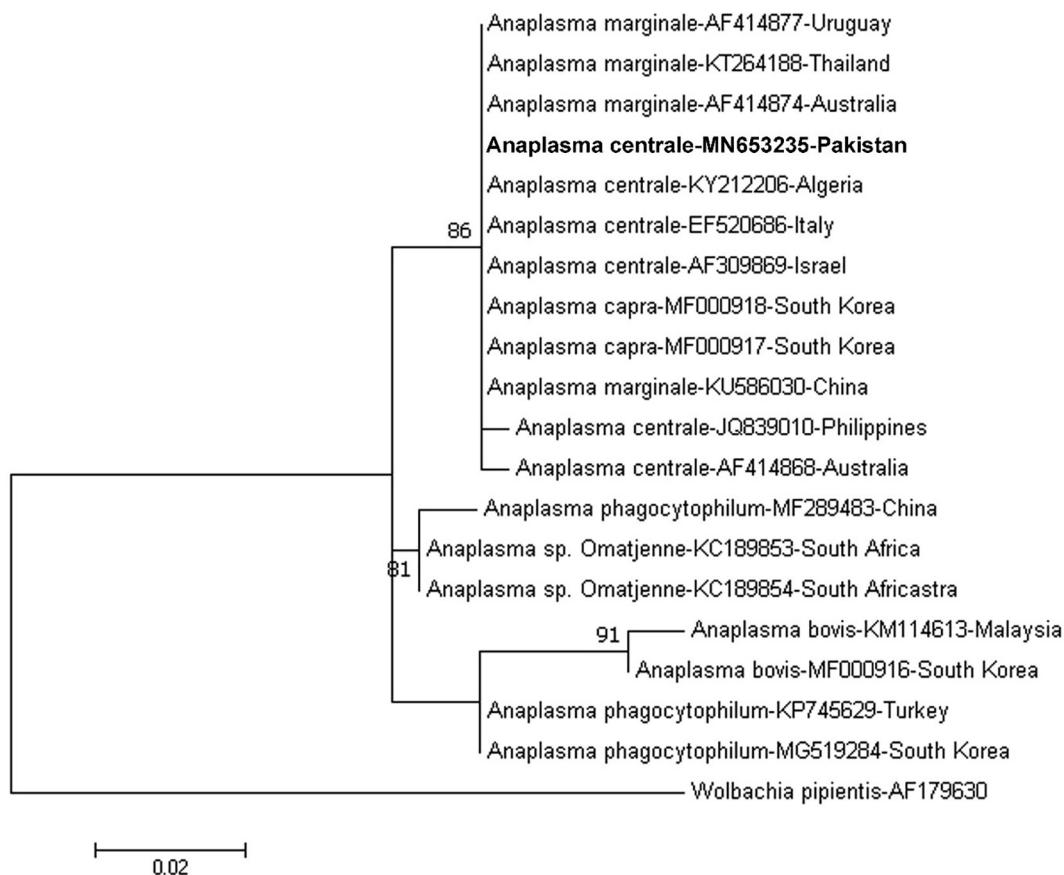 Anaplasma marginale-AF414877-Uruguay
Anaplasma marginale-KT264188-Thailand
Anaplasma marginale-AF414874-Australia
Anaplasma centrale-MN653235-Pakistan
Anaplasma centrale-KY212206-Algeria
Anaplasma centrale-EF520686-Italy
86
Anaplasma centrale-AF309869-Israel
Anaplasma capra-MF000918-South Korea
Anaplasma capra-MF000917-South Korea
Anaplasma marginale-KU586030-China
Anaplasma centrale-JQ839010-Philippines
Anaplasma centrale-AF414868-Australia
Anaplasma phagocytophilum-MF289483-China
Anaplasma sp. Omatjenne-KC189853-South Africa
81
Anaplasma sp. Omatjenne-KC189854-South Africastra
Anaplasma bovis-KM114613-Malaysia
91
Anaplasma bovis-MF000916-South Korea
Anaplasma phagocytophilum-KP745629-Turkey
Anaplasma phagocytophilum-MG519284-South Korea
Wolbachia pipientis-AF179630
0.02